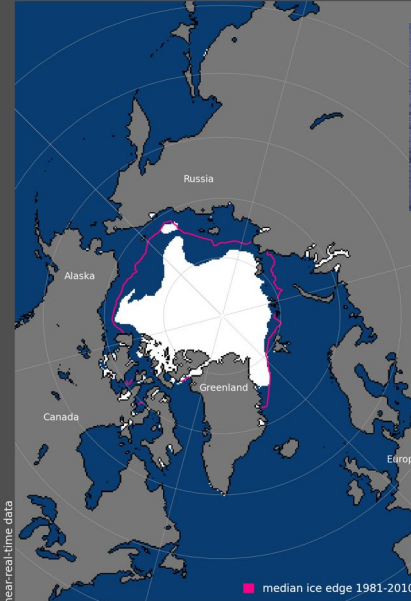 Russia
Alaska
Greenland
Canada
Europ
near-real-time data
median ice edge 1981-2010